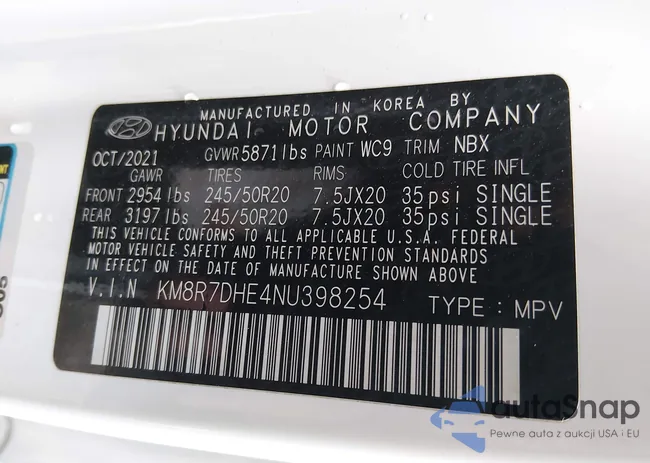 MANUFACTURED IN KOREA BY
HYUNDAI MOTOR COMPANY
OCT/2021 GVWR 5871lbs PAINT WC9 TRIM NBX
GAWR TIRES RIMS COLD TIRE INFL
FRONT 2954lbs 245/50R20 7.5JX20 35psi SINGLE
REAR 3197lbs 245/50R20 7.5JX20 35psi SINGLE
THIS VEHICLE CONFORMS TO ALL APPLICABLE U.S.A. FEDERAL
MOTOR VEHICLE SAFETY AND THEFT PREVENTION STANDARDS
IN EFFECT ON THE DATE OF MANUFACTURE SHOWN ABOVE.
V.I.N KM8R7DHE4NU398254 TYPE : MPV
autaSnap
Pewne auta z aukcji USA i EU